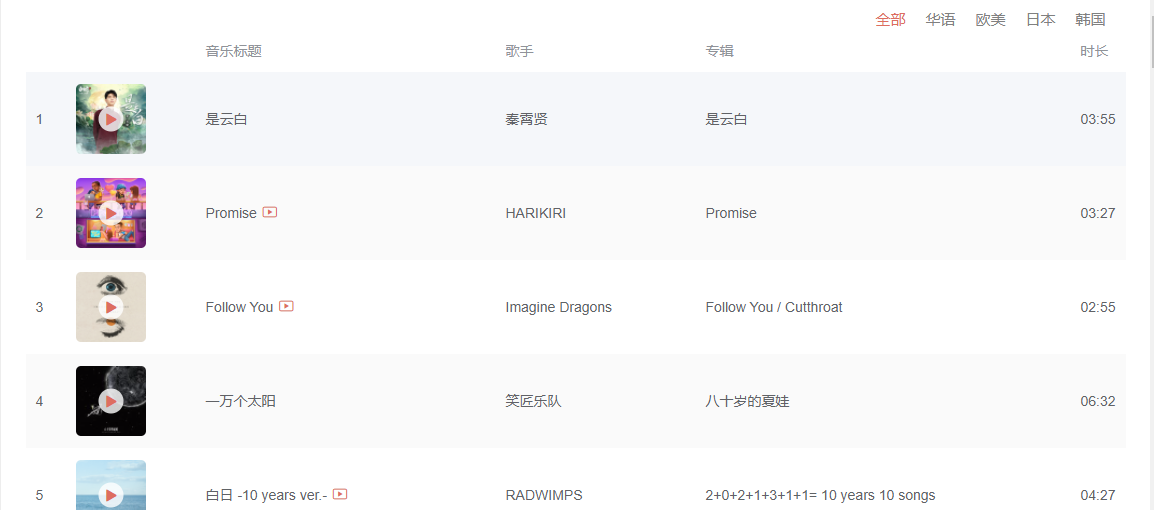 全部 华语 欧美 日本 韩国
音乐标题 歌手 专辑 时长
1 是云白 秦霄贤 是云白 03:55
2 Promise HARIKIRI Promise 03:27
3 Follow You Imagine Dragons Follow You / Cutthroat 02:55
4 一万个太阳 笑匠乐队 八十岁的夏娃 06:32
5 白日 -10 years ver.- RADWIMPS 2+0+2+1+3+1+1= 10 years 10 songs 04:27